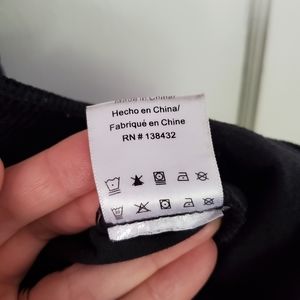 Made in China/
Hecho en China/
Fabriqué en Chine
RN # 138432